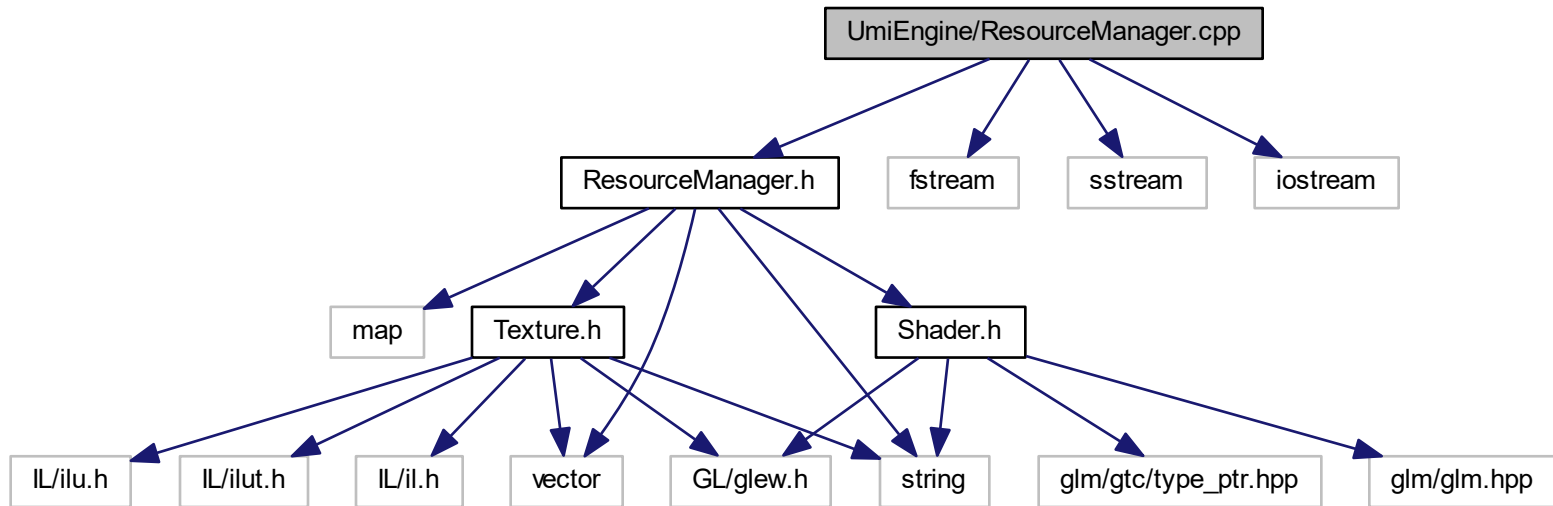 UmiEngine/ResourceManager.cpp
ResourceManager.h
fstream
sstream
iostream
map
Texture.h
Shader.h
IL/ilu.h
IL/ilut.h
IL/il.h
vector
GL/glew.h
string
glm/gtc/type_ptr.hpp
glm/glm.hpp